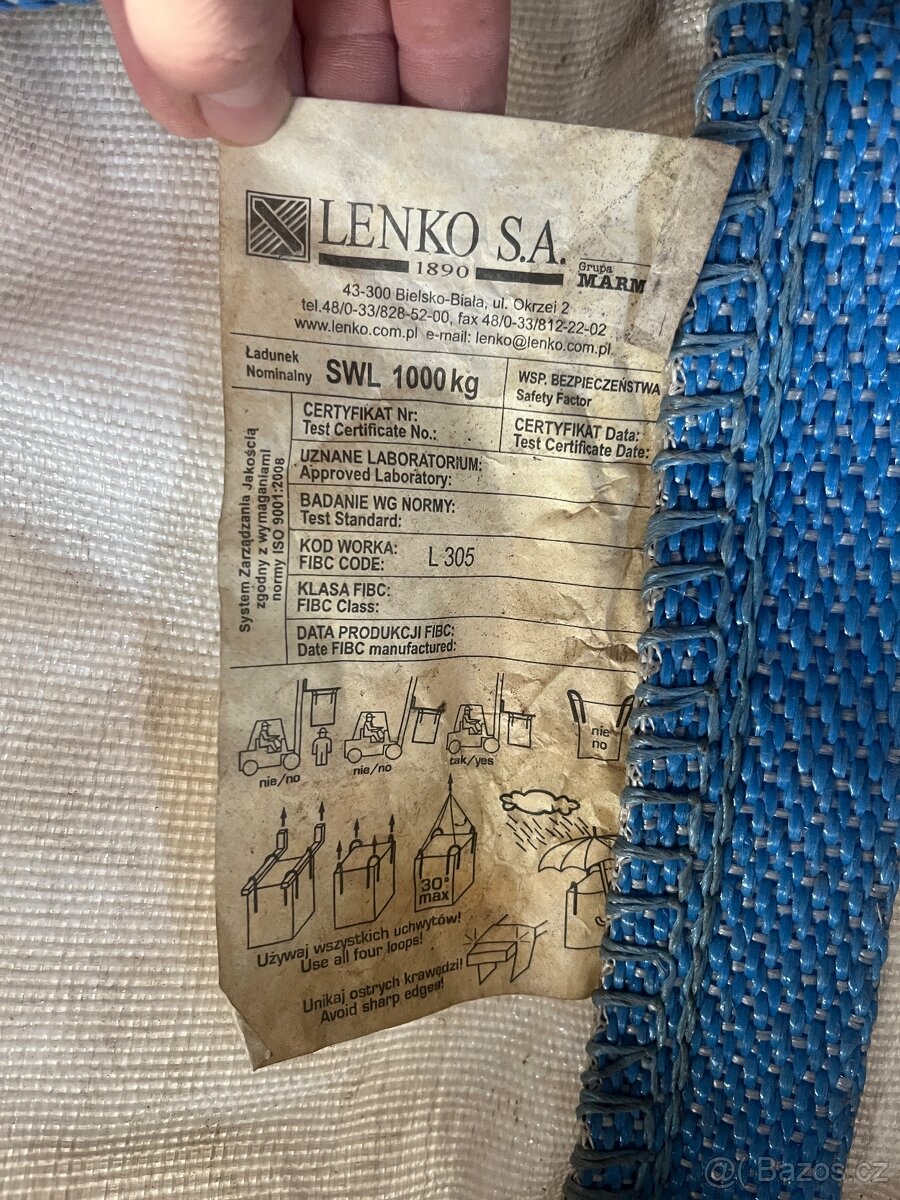 LENKO S.A.
1890
Grupa
MARM
43-300 Bielsko-Biała, ul. Okrzei 2
tel.48/0-33/828-52-00, fax 48/0-33/812-22-02
www.lenko.com.pl e-mail: lenko@lenko.com.pl
Ładunek
Nominalny
SWL 1000 kg
WSP. BEZPIECZEŃSTWA
Safety Factor
System Zarządzania Jakością
zgodny z wymaganiami
normy ISO 9001:2008
CERTYFIKAT Nr:
Test Certificate No.:
CERTYFIKAT Data:
Test Certificate Date:
UZNANE LABORATORIUM:
Approved Laboratory:
BADANIE WG NORMY:
Test Standard:
KOD WORKA:
FIBC CODE:
L 305
KLASA FIBC:
FIBC Class:
DATA PRODUKCJI FIBC:
Date FIBC manufactured:
nie/no
nie/no
tak/yes
nie
no
30°
max
Używaj wszystkich uchwytów!
Use all four loops!
Unikaj ostrych krawędzi!
Avoid sharp edges!
@ Bazos.cz